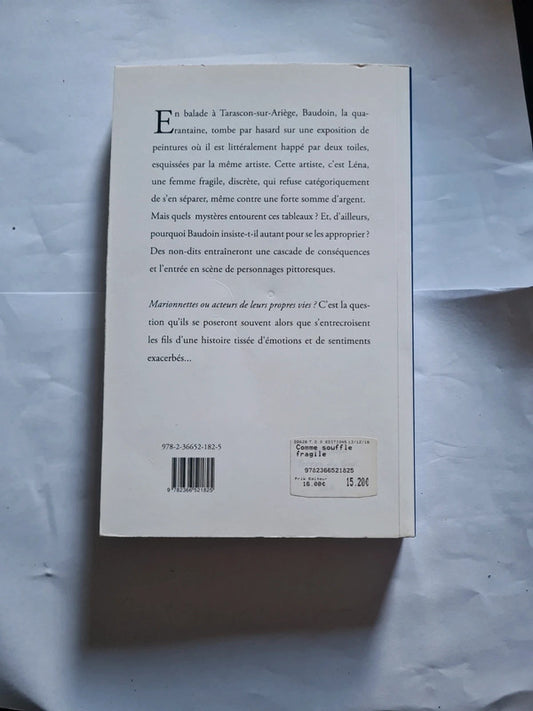 En balade à Tarascon-sur-Ariège, Baudoin, la qua-
rantaine, tombe par hasard sur une exposition de
peintures où il est littéralement happé par deux toiles,
esquissées par la même artiste. Cette artiste, c'est Léna,
une femme fragile, discrète, qui refuse catégoriquement
de s'en séparer, même contre une forte somme d'argent.
Mais quels mystères entourent ces tableaux ? Et, d'ailleurs,
pourquoi Baudoin insiste-t-il autant pour se les approprier ?
Des non-dits entraîneront une cascade de conséquences
et l'entrée en scène de personnages pittoresques.
Marionnettes ou acteurs de leurs propres vies ? C'est la ques-
tion qu'ils se poseront souvent alors que s'entrecroisent
les fils d'une histoire tissée d'émotions et de sentiments
exacerbés...
978-2-36652-182-5
9 782366 521825
EDITIONS
Comme souffle
fragile
9782366521825
Prix Editeur
16.00€ 15.20€